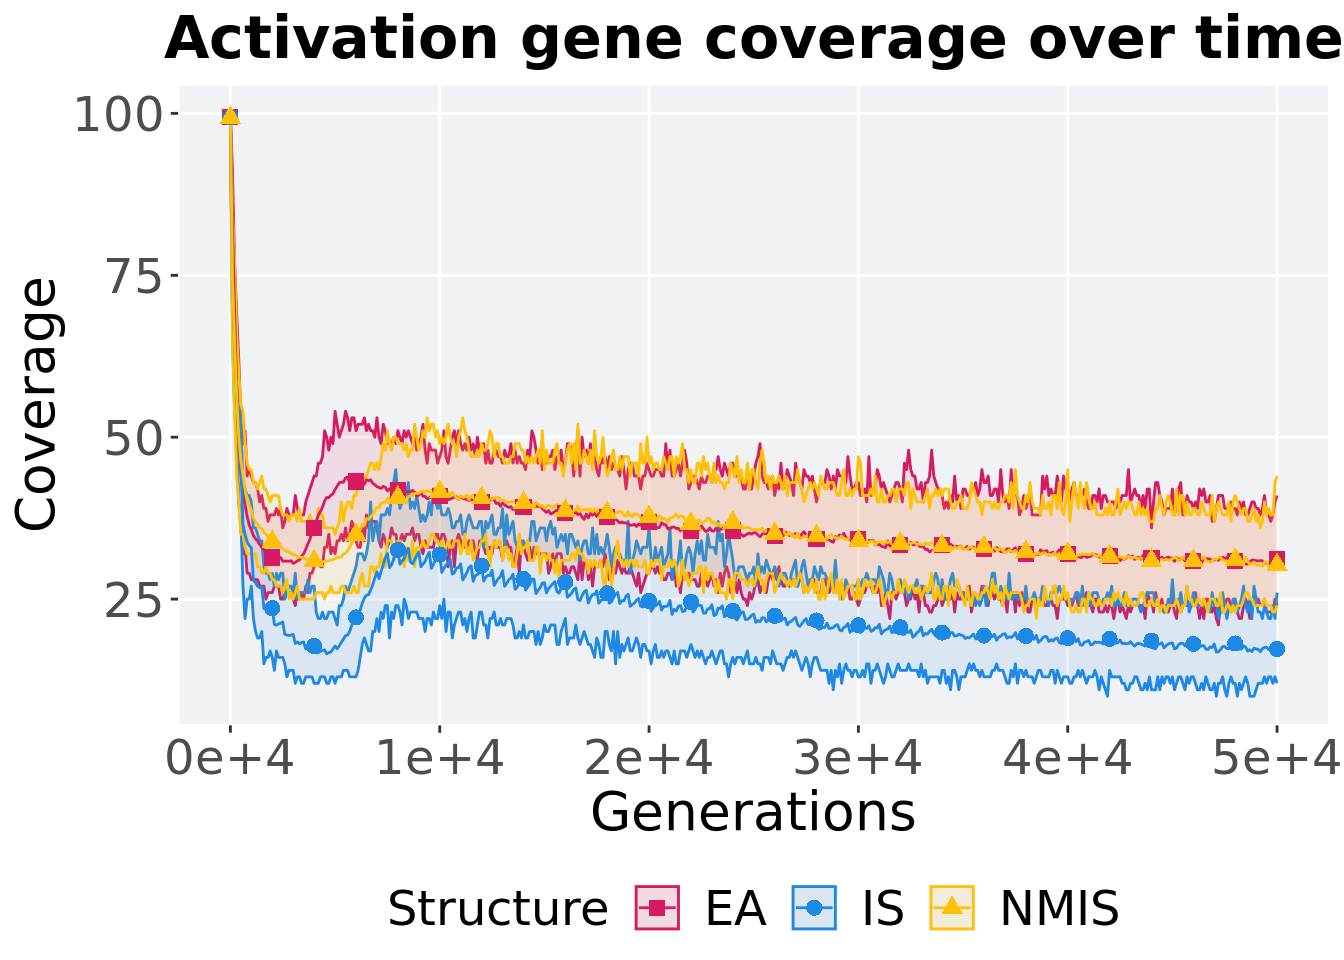 Activation gene coverage over time
Coverage
100
75
50
25
0e+4 1e+4 2e+4 3e+4 4e+4 5e+4
Generations
Structure EA IS NMIS